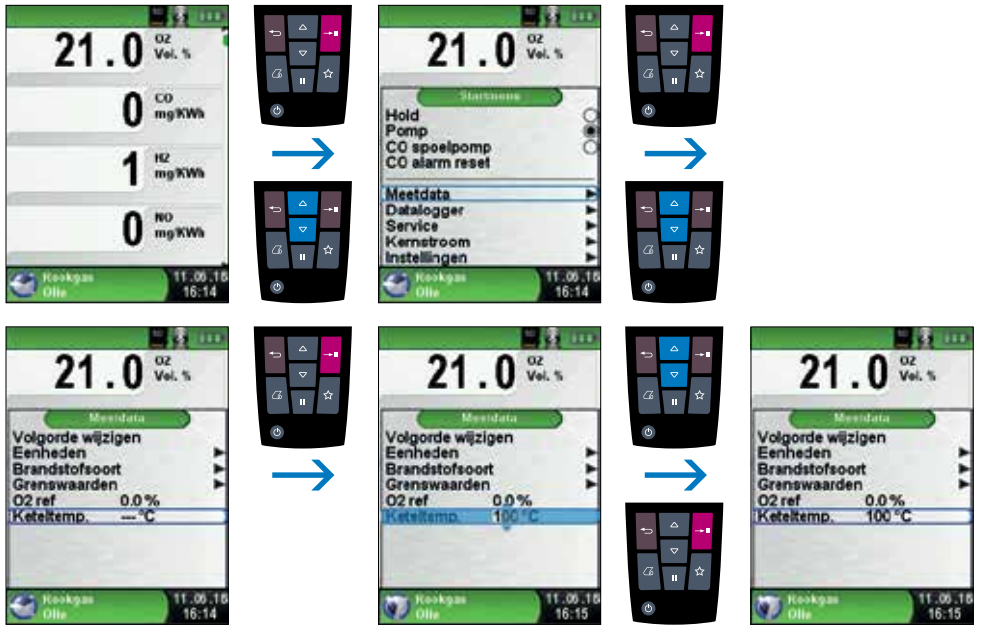 21.0 O2 Vol. %
0 CO mg/KWh
1 H2 mg/KWh
0 NO mg/KWh
Rookgas 11.05.16
Olie 16:14
21.0 O2 Vol. %
Startmenu
Hold
Pomp
CO spoelpomp
CO alarm reset
Meetdata
Datalogger
Service
Kernstroom
Instellingen
Rookgas 11.05.16
Olie 16:14
21.0 O2 Vol. %
Meetdata
Volgorde wijzigen
Eenheden
Brandstofsoort
Grenswaarden
O2 ref 0.0 %
Keteltemp. --- °C
Rookgas 11.05.16
Olie 16:14
21.0 O2 Vol. %
Meetdata
Volgorde wijzigen
Eenheden
Brandstofsoort
Grenswaarden
O2 ref 0.0 %
Keteltemp. 100 °C
Rookgas 11.05.16
Olie 16:15
21.0 O2 Vol. %
Meetdata
Volgorde wijzigen
Eenheden
Brandstofsoort
Grenswaarden
O2 ref 0.0 %
Keteltemp. 100 °C
Rookgas 11.05.16
Olie 16:15